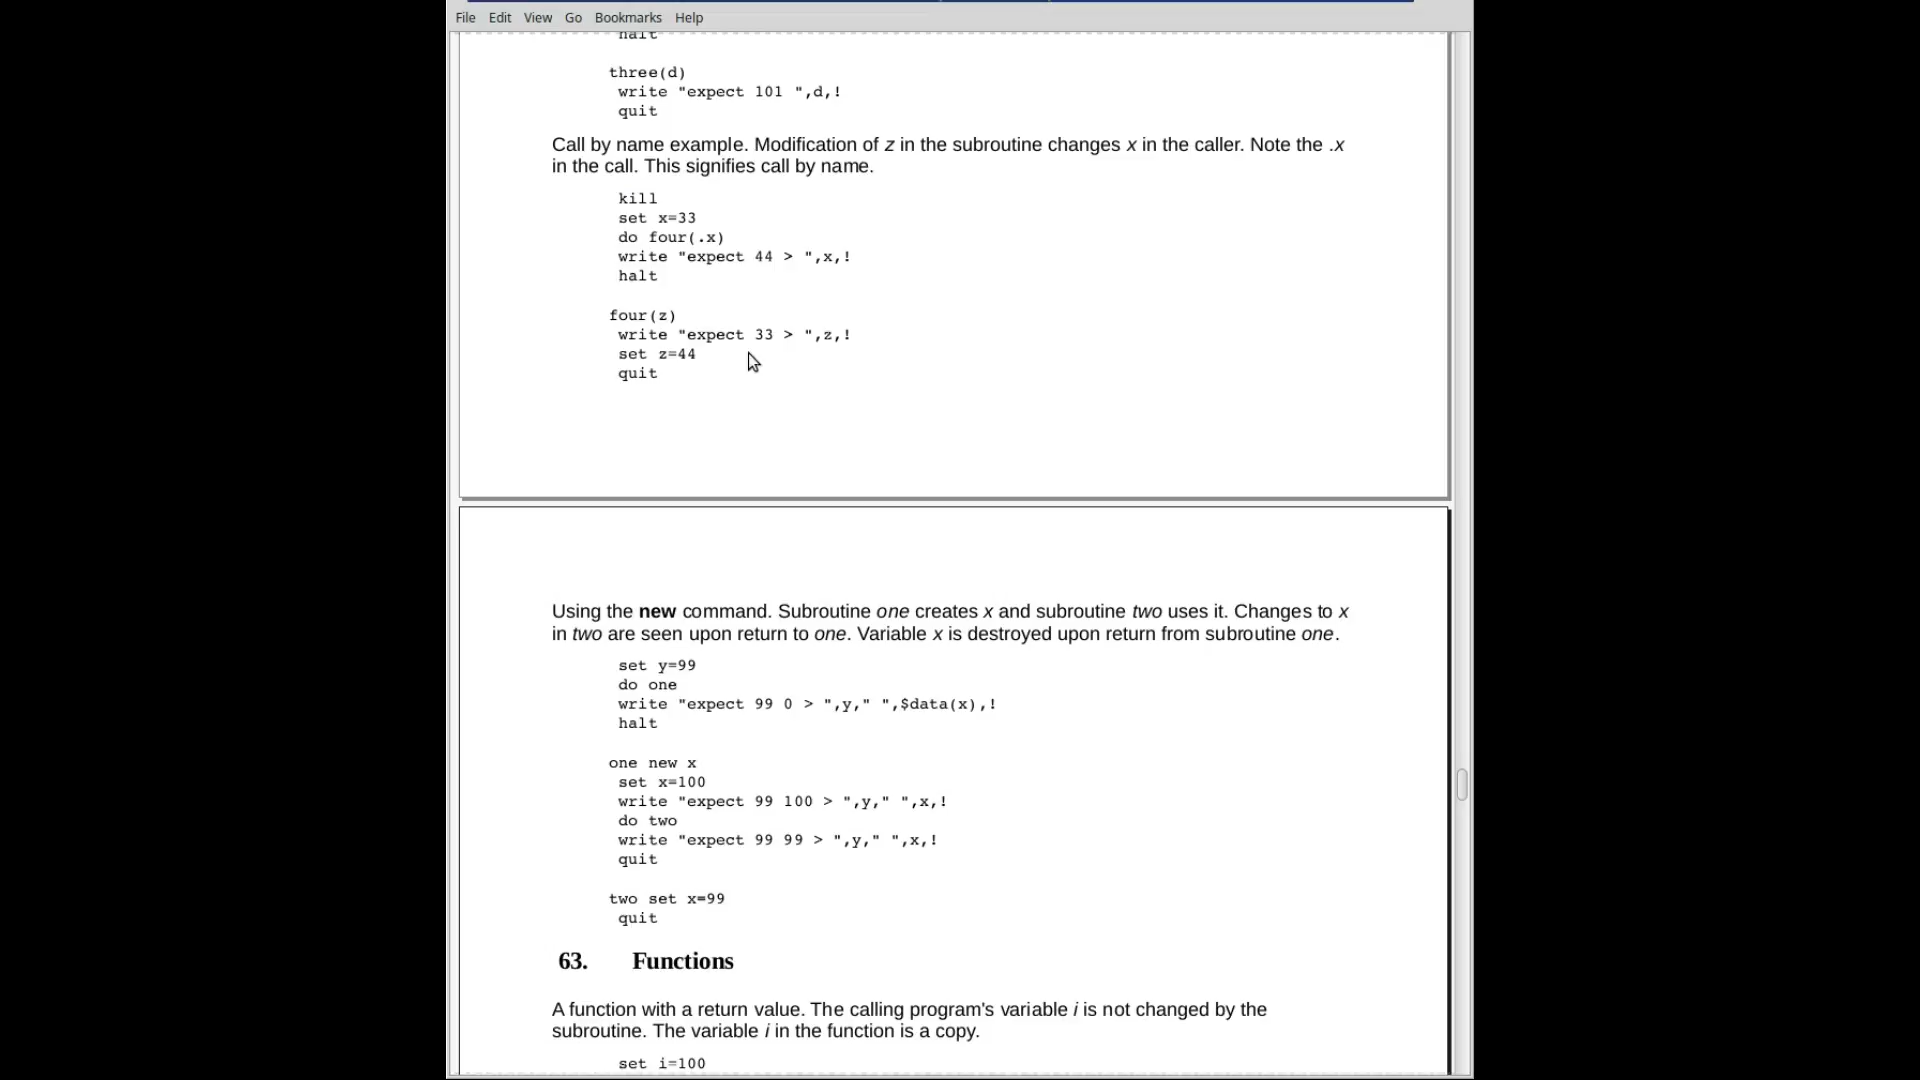 File Edit View Go Bookmarks Help
halt
three(d)
write "expect 101 ",d,!
quit
Call by name example. Modification of z in the subroutine changes x in the caller. Note the .x
in the call. This signifies call by name.
kill
set x=33
do four(.x)
write "expect 44 > ",x,!
halt
four(z)
write "expect 33 > ",z,!
set z=44
quit
Using the new command. Subroutine one creates x and subroutine two uses it. Changes to x
in two are seen upon return to one. Variable x is destroyed upon return from subroutine one.
set y=99
do one
write "expect 99 0 > ",y," ",$data(x),!
halt
one new x
set x=100
write "expect 99 100 > ",y," ",x,!
do two
write "expect 99 99 > ",y," ",x,!
quit
two set x=99
quit
63. Functions
A function with a return value. The calling program's variable i is not changed by the
subroutine. The variable i in the function is a copy.
set i=100